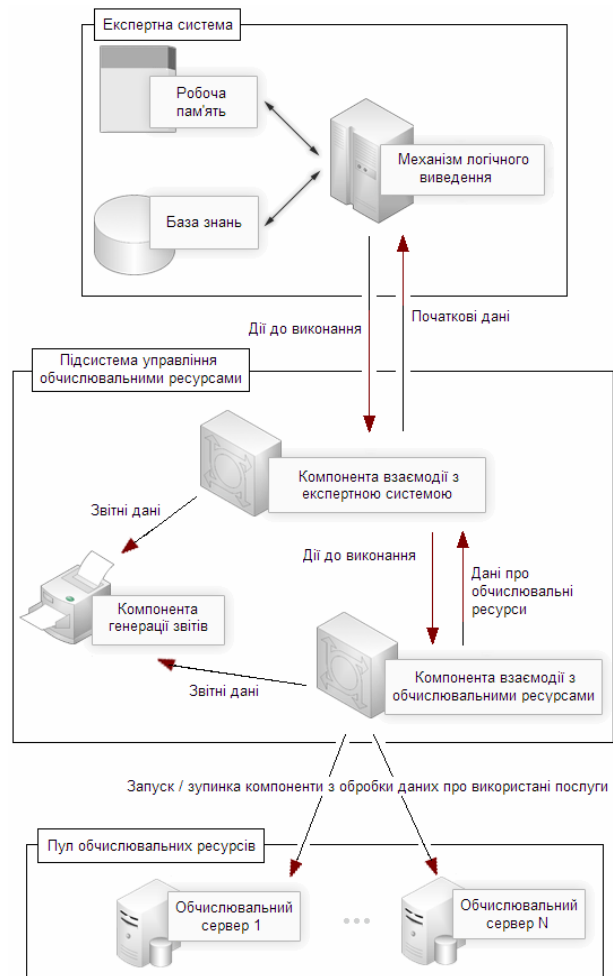 Експертна система
Робоча
пам'ять
Механізм логічного
виведення
База знань
Дії до виконання
Початкові дані
Підсистема управління
обчислювальними ресурсами
Компонента взаємодії з
експертною системою
Звітні дані
Дії до виконання
Дані про
обчислювальні
ресурси
Компонента
генерації звітів
Компонента взаємодії з
обчислювальними ресурсами
Звітні дані
Запуск / зупинка компоненти з обробки даних про використані послуги
Пул обчислювальних ресурсів
Обчислювальний
сервер 1
Обчислювальний
сервер N